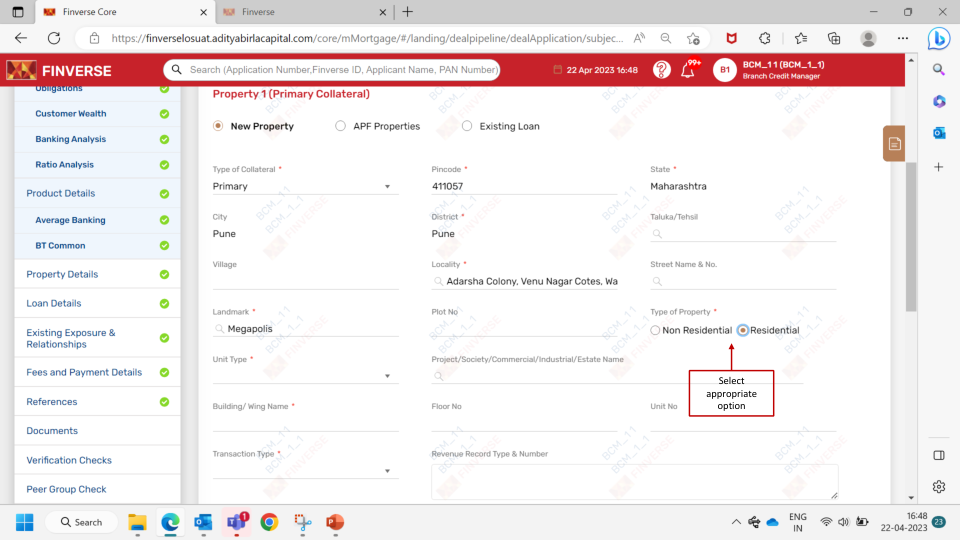 Finverse Core
Finverse
https://finverselosuat.adityabirlacapital.com/core/mMortgage/#/landing/dealpipeline/dealApplication/subjec...
FINVERSE
Search (Application Number,Finverse ID, Applicant Name, PAN Number)
22 Apr 2023 16:48
99+
B1
BCM_11 (BCM_1_1)
Branch Credit Manager
Obligations
Customer Wealth
Banking Analysis
Ratio Analysis
Product Details
Average Banking
BT Common
Property Details
Loan Details
Existing Exposure &
Relationships
Fees and Payment Details
References
Documents
Verification Checks
Peer Group Check
Property 1 (Primary Collateral)
New Property
APF Properties
Existing Loan
Type of Collateral *
Primary
Pincode *
411057
State *
Maharashtra
City
Pune
District *
Pune
Taluka/Tehsil
Village
Locality *
Adarsha Colony, Venu Nagar Cotes, Wa
Street Name & No.
Landmark *
Megapolis
Plot No
Type of Property *
Non Residential
Residential
Unit Type *
Project/Society/Commercial/Industrial/Estate Name
Select
appropriate
option
Building/ Wing Name *
Floor No
Unit No
Transaction Type *
Revenue Record Type & Number
BCM_11
BCM_1_1
FINVERSE
Search
1
ENG
IN
16:48
22-04-2023
23